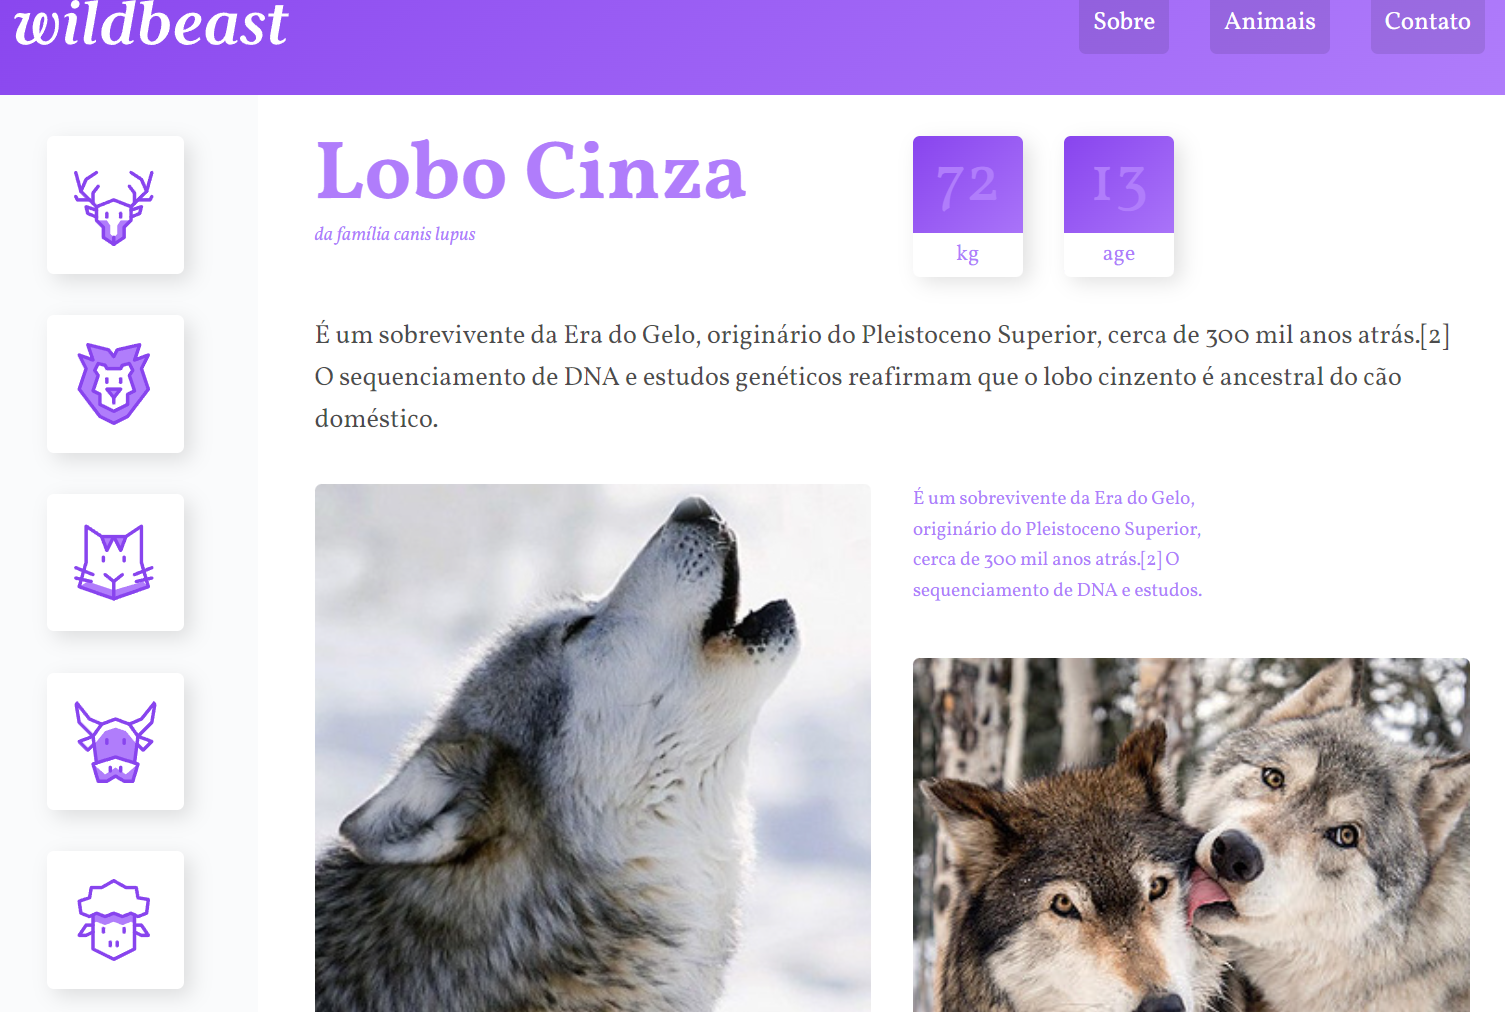 wildbeast
Sobre
Animais
Contato
Lobo Cinza
da família canis lupus
72
kg
13
age
É um sobrevivente da Era do Gelo, originário do Pleistoceno Superior, cerca de 300 mil anos atrás.[2]
O sequenciamento de DNA e estudos genéticos reafirmam que o lobo cinzento é ancestral do cão
doméstico.
É um sobrevivente da Era do Gelo,
originário do Pleistoceno Superior,
cerca de 300 mil anos atrás.[2] O
sequenciamento de DNA e estudos.